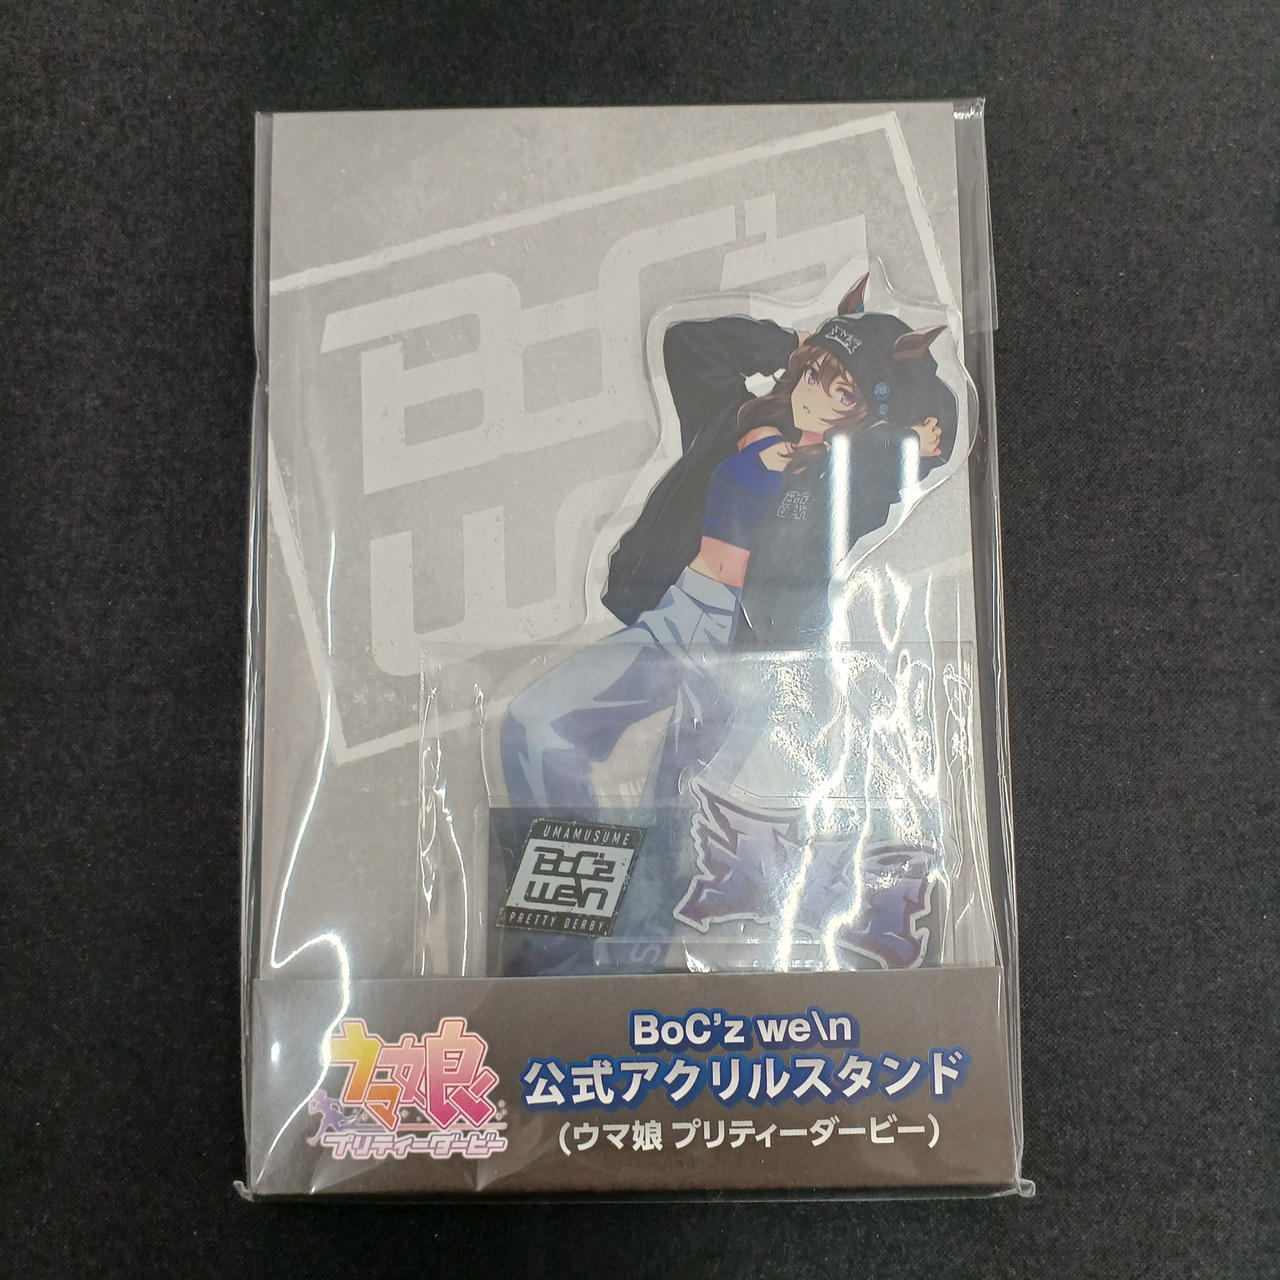 BoC'z
we
UMAMUSUME
BoC'z
we\n
PRETTY DERBY
ウマ娘
プリティーダービー
BoC'z we\n
公式アクリルスタンド
(ウマ娘 プリティーダービー)